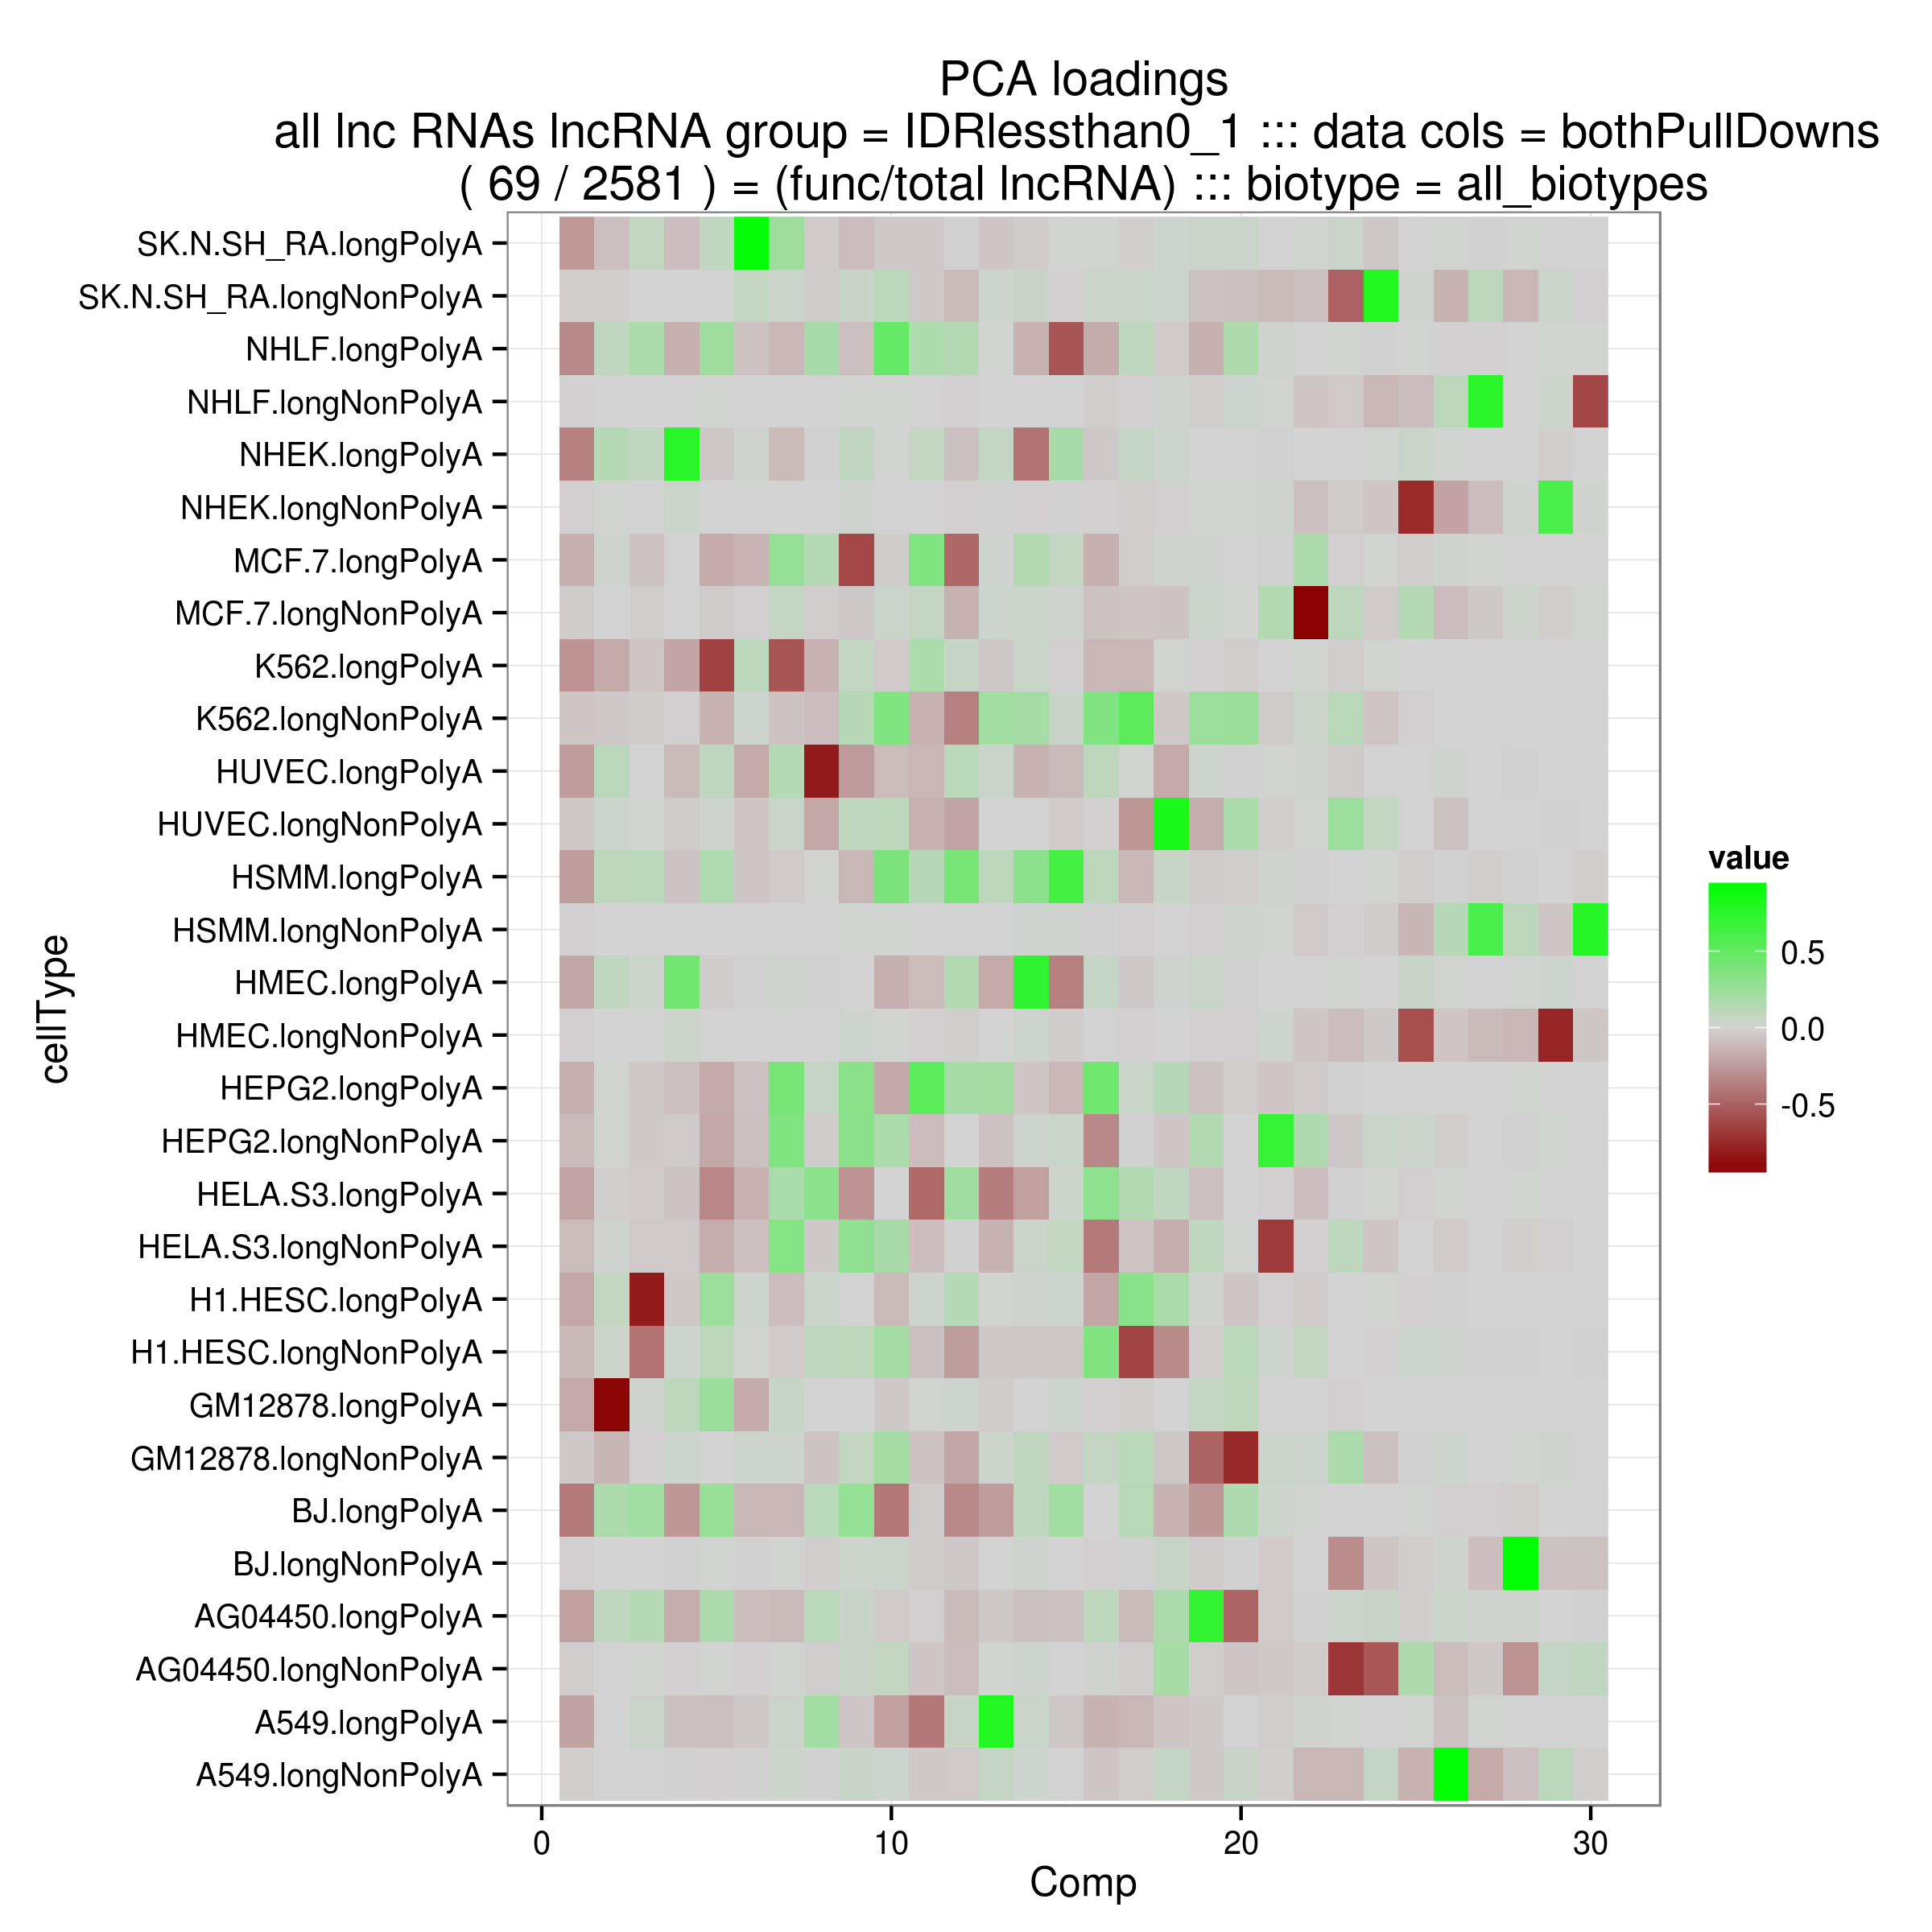 PCA loadings
all lnc RNAs lncRNA group = IDRlessthan0_1 ::: data cols = bothPullDowns
( 69 / 2581 ) = (func/total lncRNA) ::: biotype = all_biotypes
cellType
SK.N.SH_RA.longPolyA
SK.N.SH_RA.longNonPolyA
NHLF.longPolyA
NHLF.longNonPolyA
NHEK.longPolyA
NHEK.longNonPolyA
MCF.7.longPolyA
MCF.7.longNonPolyA
K562.longPolyA
K562.longNonPolyA
HUVEC.longPolyA
HUVEC.longNonPolyA
HSMM.longPolyA
HSMM.longNonPolyA
HMEC.longPolyA
HMEC.longNonPolyA
HEPG2.longPolyA
HEPG2.longNonPolyA
HELA.S3.longPolyA
HELA.S3.longNonPolyA
H1.HESC.longPolyA
H1.HESC.longNonPolyA
GM12878.longPolyA
GM12878.longNonPolyA
BJ.longPolyA
BJ.longNonPolyA
AG04450.longPolyA
AG04450.longNonPolyA
A549.longPolyA
A549.longNonPolyA
0 10 20 30
Comp
value
0.5
0.0
-0.5